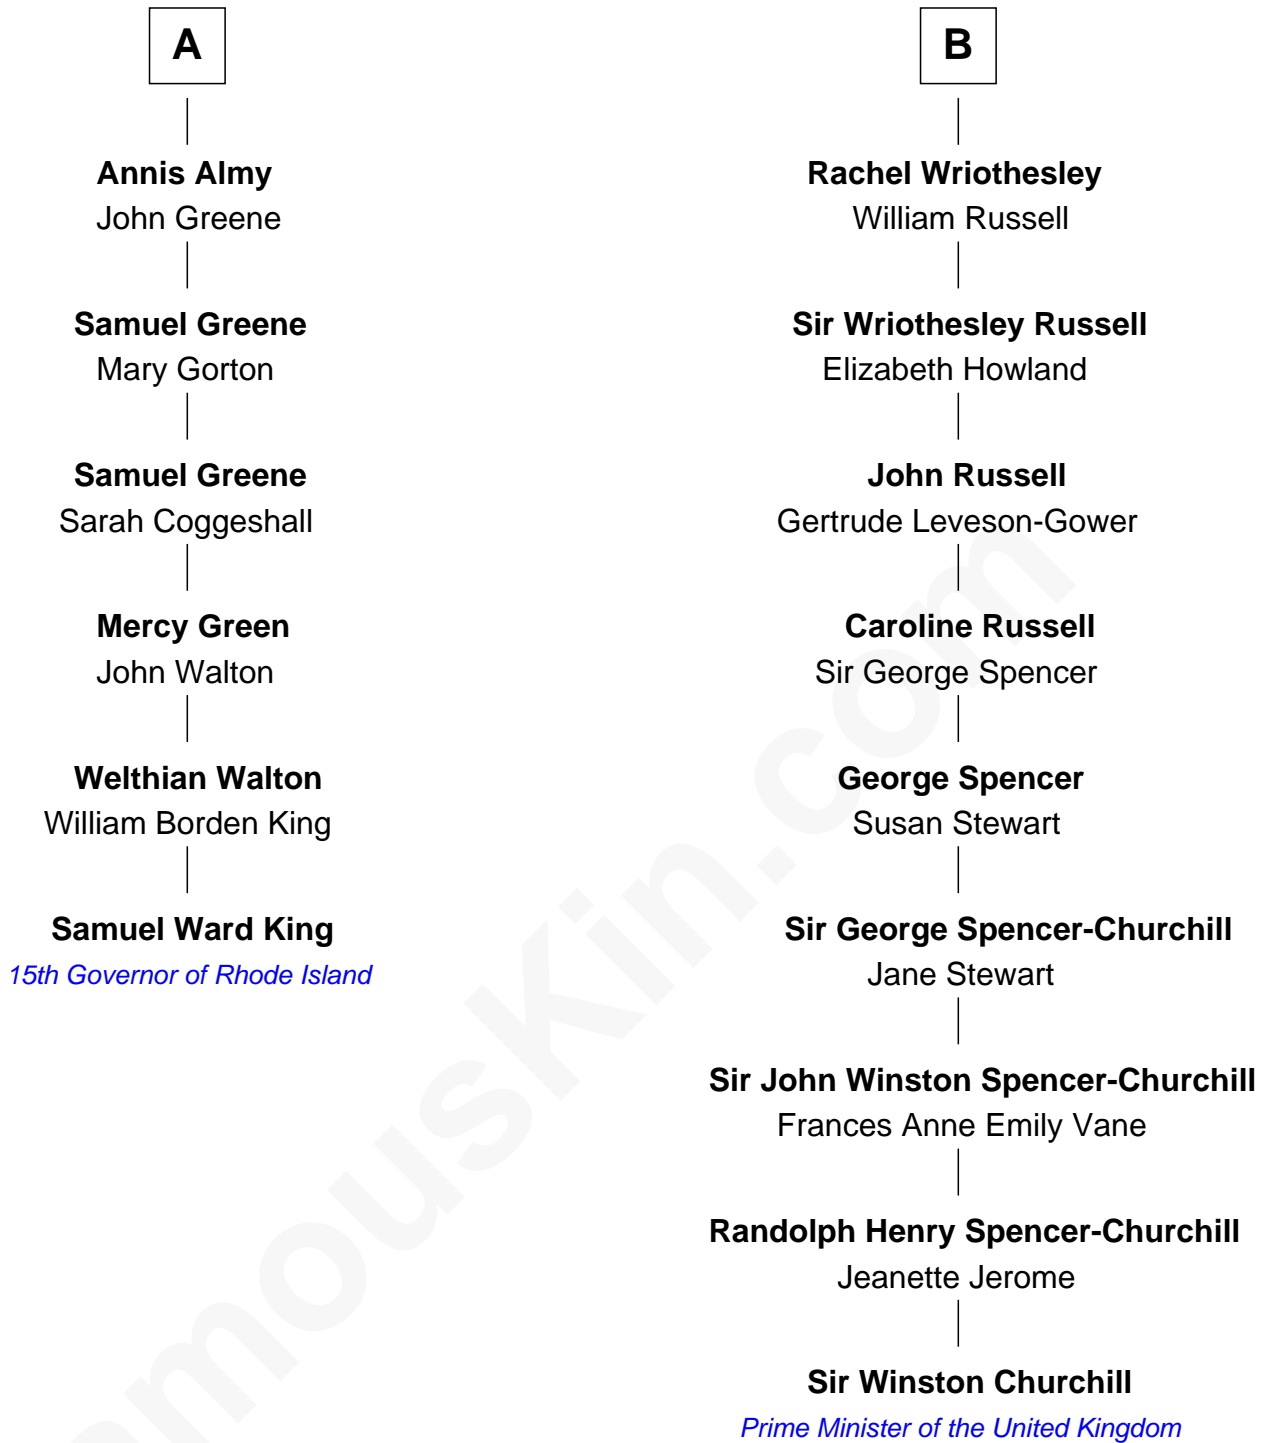 A
Annis Almy
John Greene
Samuel Greene
Mary Gorton
Samuel Greene
Sarah Coggeshall
Mercy Green
John Walton
Welthian Walton
William Borden King
Samuel Ward King
15th Governor of Rhode Island
B
Rachel Wriothesley
William Russell
Sir Wriothesley Russell
Elizabeth Howland
John Russell
Gertrude Leveson-Gower
Caroline Russell
Sir George Spencer
George Spencer
Susan Stewart
Sir George Spencer-Churchill
Jane Stewart
Sir John Winston Spencer-Churchill
Frances Anne Emily Vane
Randolph Henry Spencer-Churchill
Jeanette Jerome
Sir Winston Churchill
Prime Minister of the United Kingdom
amousKin.com